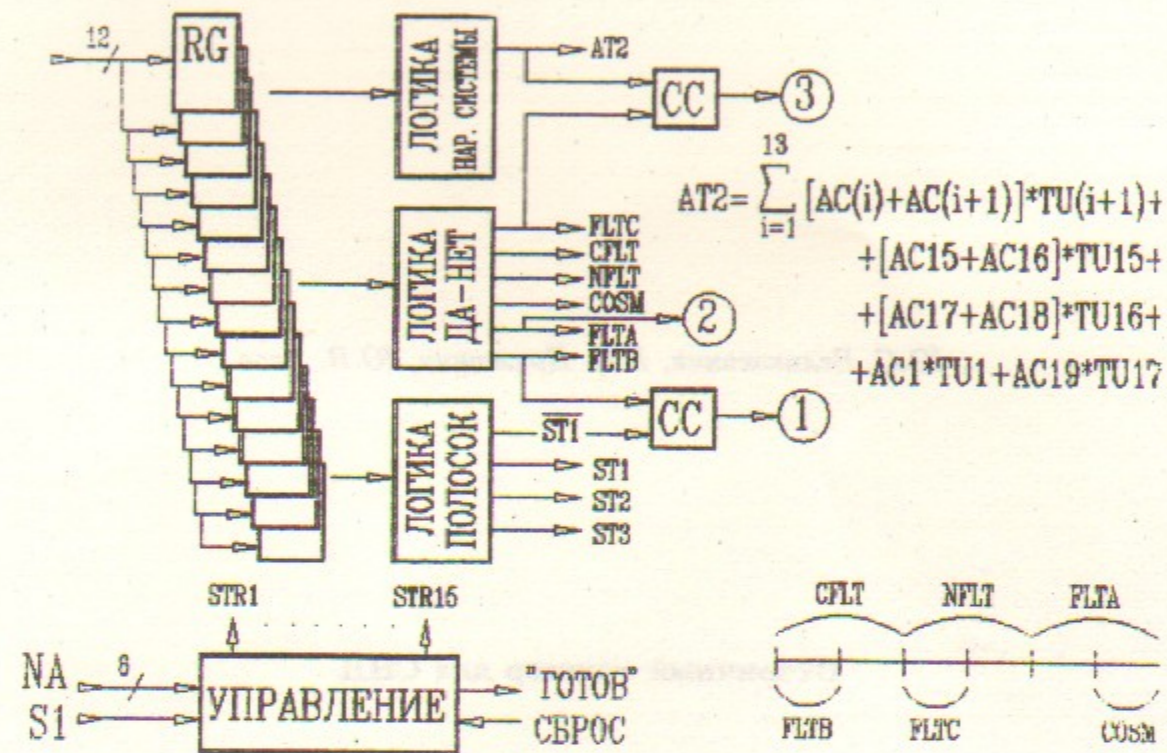 12
RG
ЛОГИКА
НАР. СИСТЕМЫ
AT2
CC
3
AT2= 13 ∑ i=1 [AC(i)+AC(i+1)]*TU(i+1)+
+[AC15+AC16]*TU15+
+[AC17+AC18]*TU16+
+AC1*TU1+AC19*TU17
ЛОГИКА
ДА-НЕТ
FLTC
CFLT
NFLT
COSM
FLTA
FLTB
2
CC
1
ЛОГИКА
ПОЛОСОК
S̅T̅1̅
ST1
ST2
ST3
STR1
STR15
NA
S1
УПРАВЛЕНИЕ
ГОТОВ
СБРОС
CFLT NFLT FLTA
FLTB FLTC COSM